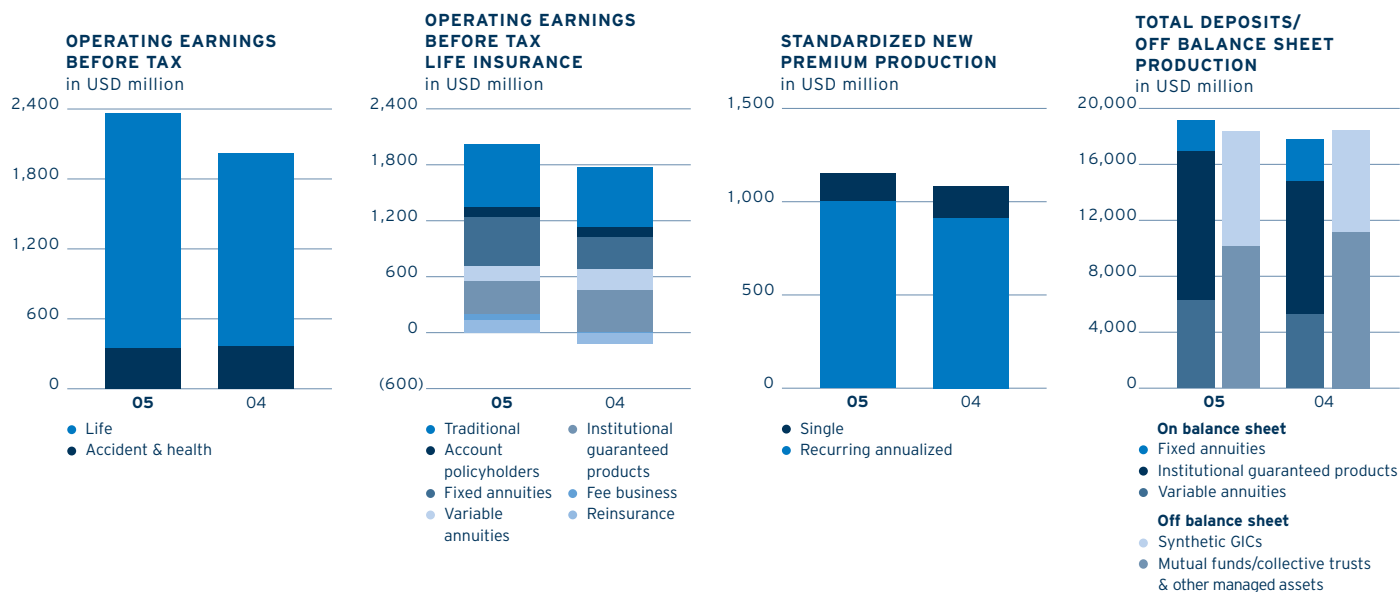 OPERATING EARNINGS
BEFORE TAX
in USD million
2,400
1,800
1,200
600
0
05
04
Life
Accident & health
OPERATING EARNINGS
BEFORE TAX
LIFE INSURANCE
in USD million
2,400
1,800
1,200
600
0
(600)
05
04
Traditional
Account
policyholders
Fixed annuities
Variable
annuities
Institutional
guaranteed
products
Fee business
Reinsurance
STANDARDIZED NEW
PREMIUM PRODUCTION
in USD million
1,500
1,000
500
0
05
04
Single
Recurring annualized
TOTAL DEPOSITS/
OFF BALANCE SHEET
PRODUCTION
in USD million
20,000
16,000
12,000
8,000
4,000
0
05
04
On balance sheet
Fixed annuities
Institutional guaranteed products
Variable annuities
Off balance sheet
Synthetic GICs
Mutual funds/collective trusts
& other managed assets